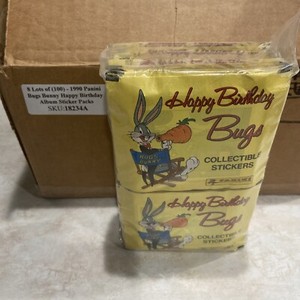 8 Lots of (100) - 1990 Panini
Bugs Bunny Happy Birthday
Album Sticker Packs
SKU:18234A
Happy Birthday
Bugs
COLLECTIBLE
STICKERS
PANINI
Happy Birthday
Bugs
COLLECTIBLE
STICKERS